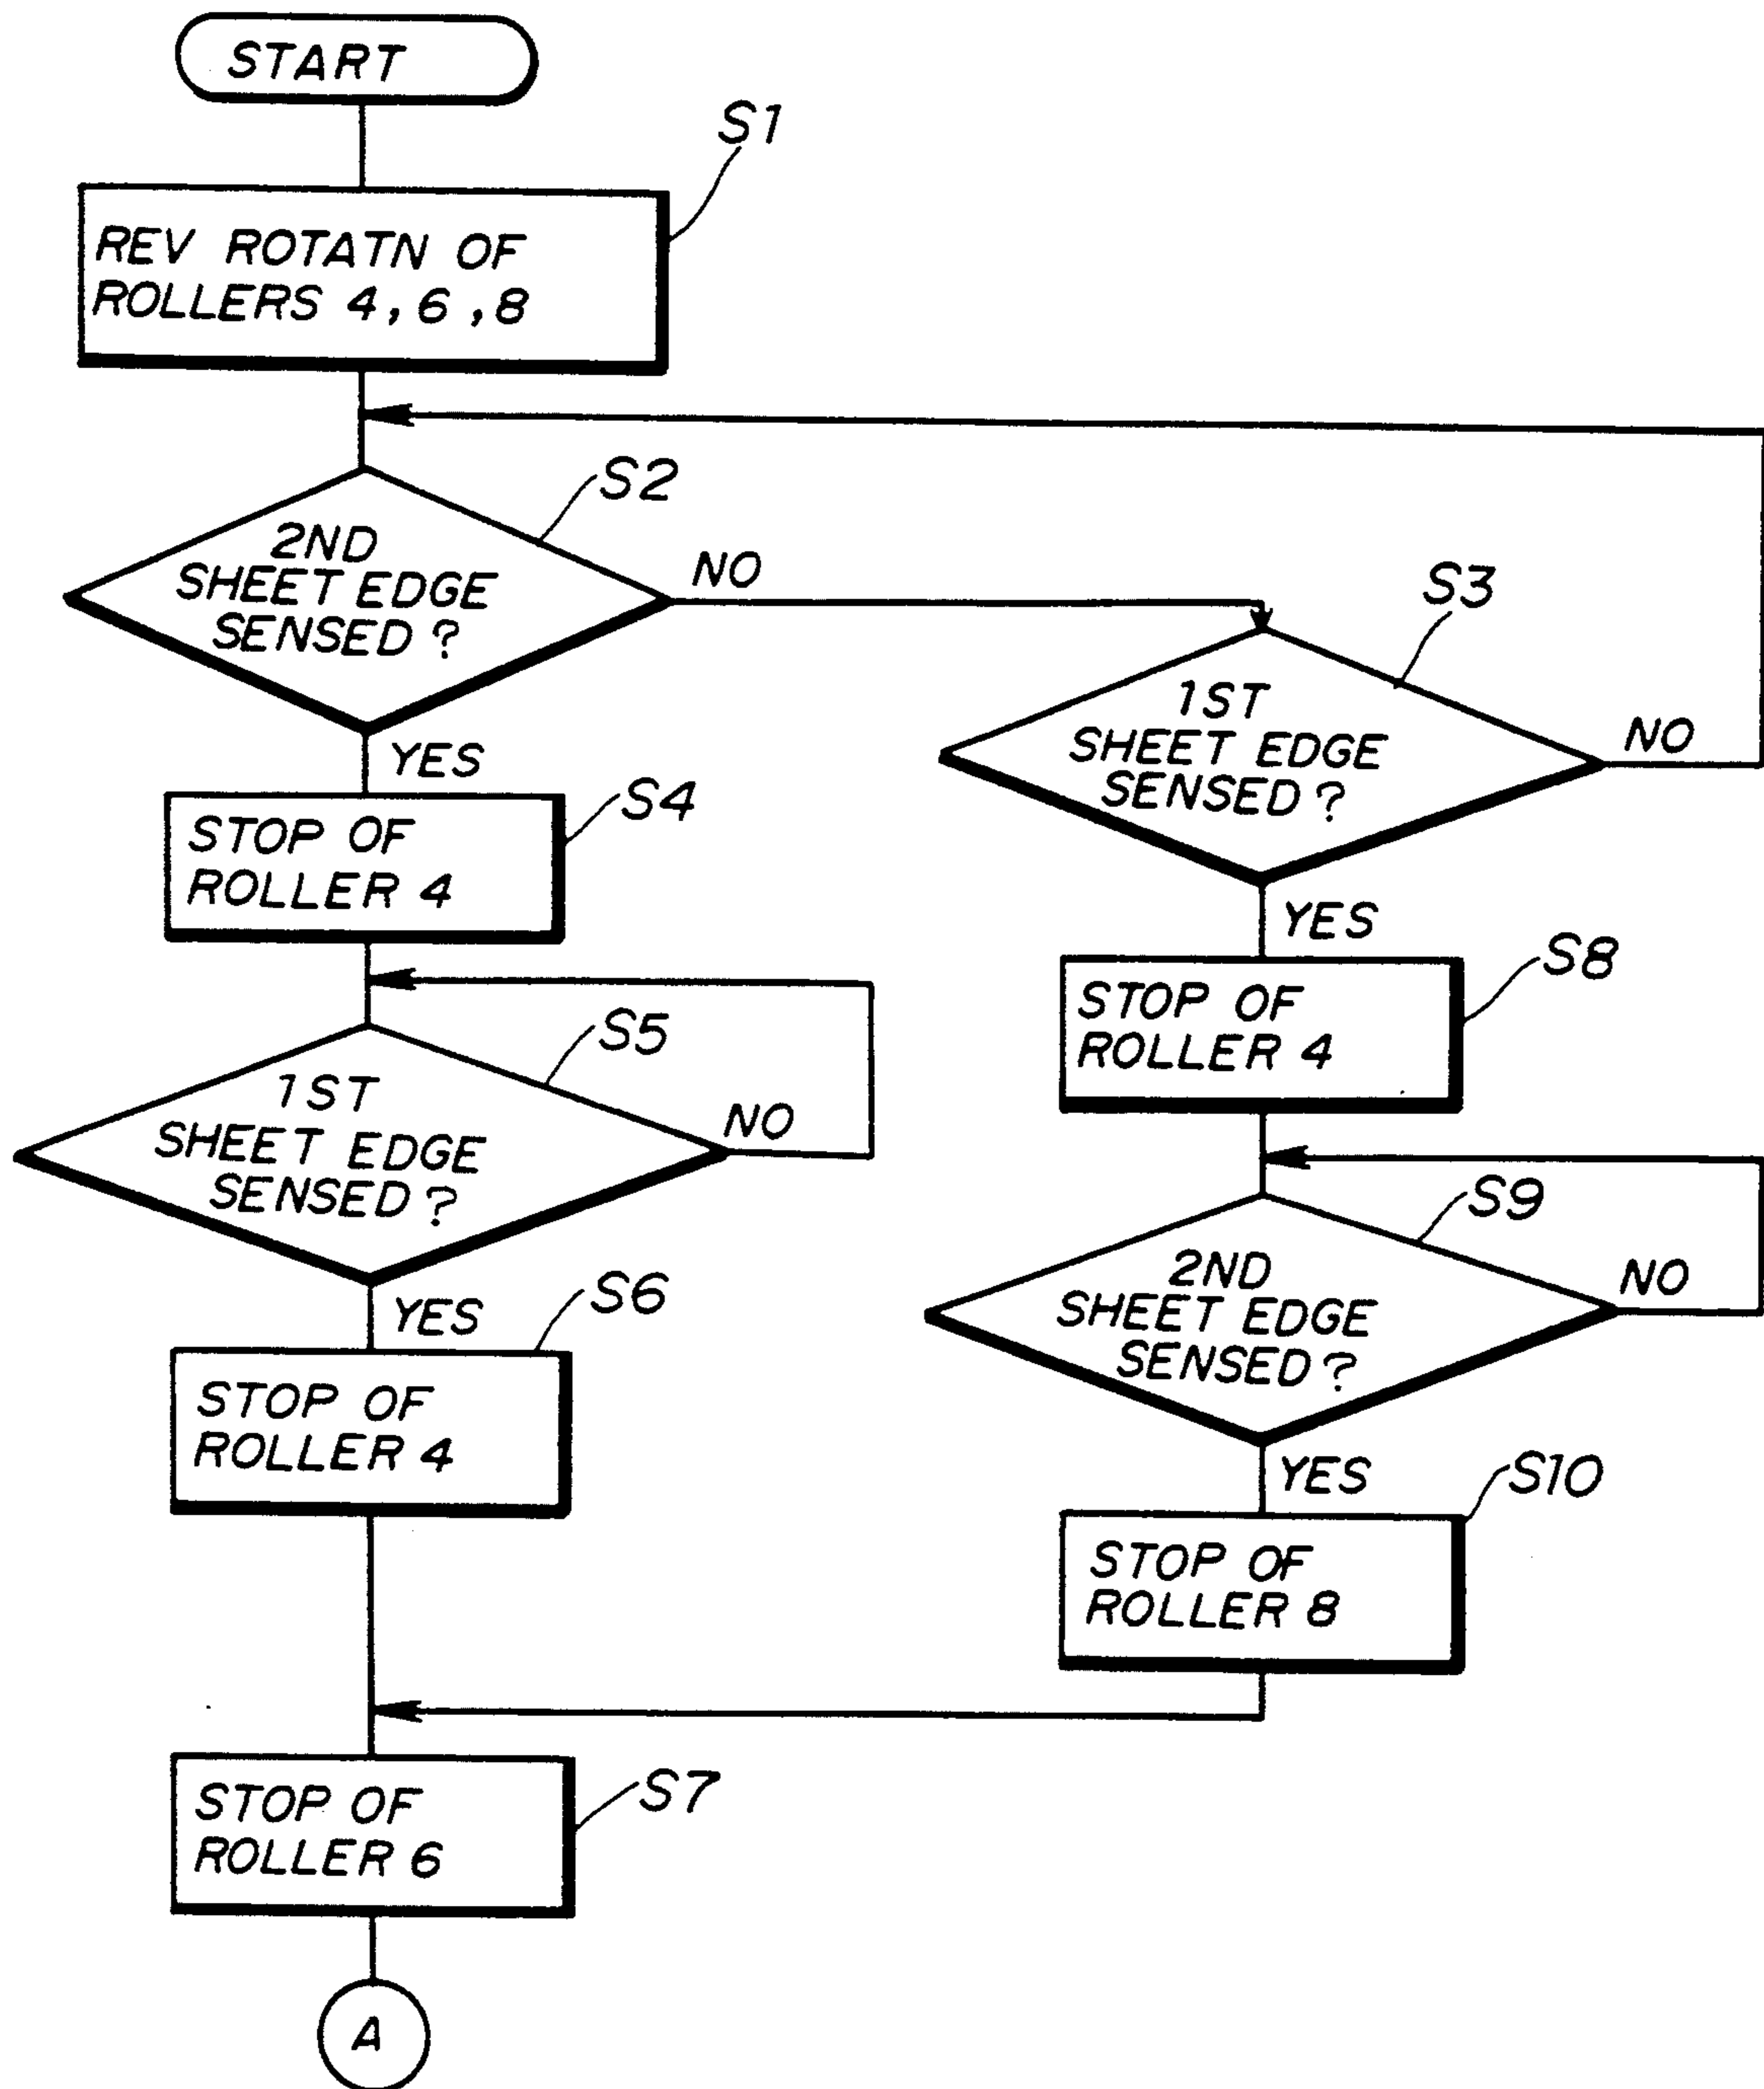 START
S1
REV ROTATN OF
ROLLERS 4, 6, 8
S2
2ND
SHEET EDGE
SENSED?
NO
S3
1ST
SHEET EDGE
SENSED?
NO
YES
S4
STOP OF
ROLLER 4
YES
S8
STOP OF
ROLLER 4
S5
1ST
SHEET EDGE
SENSED?
NO
S9
2ND
SHEET EDGE
SENSED?
NO
YES
S6
STOP OF
ROLLER 4
YES
S10
STOP OF
ROLLER 8
S7
STOP OF
ROLLER 6
A